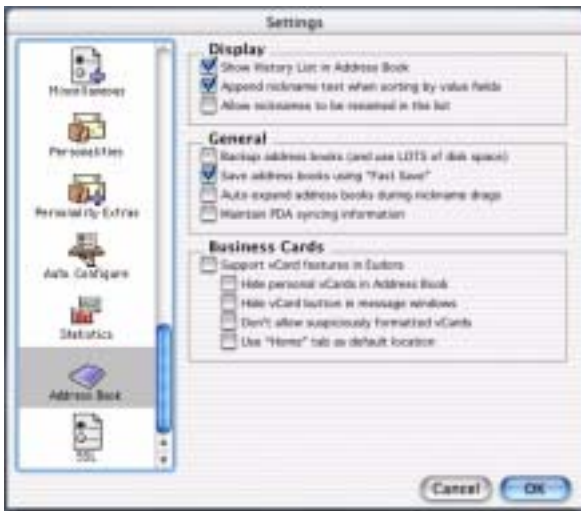 Settings
Miscellaneous
Personalities
Personality Extras
Auto Configure
Statistics
Address Book
SSL
Display
Show History List in Address Book
Append nickname text when sorting by value fields
Allow nicknames to be renamed in the list
General
Backup address books (and use LOTS of disk space)
Save address books using "Fast Save"
Auto expand address books during nickname drags
Maintain PDA syncing information
Business Cards
Support vCard features in Eudora
Hide personal vCards in Address Book
Hide vCard button in message windows
Don't allow suspiciously formatted vCards
Use "Home" tab as default location
Cancel
OK